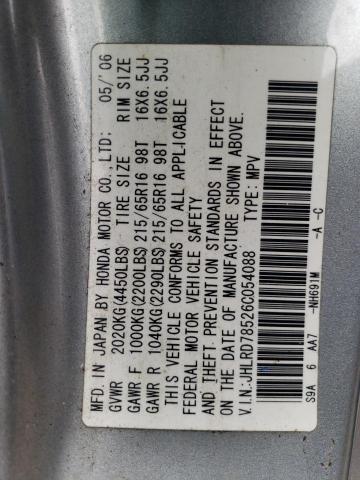 MFD. IN JAPAN BY HONDA MOTOR CO., LTD: 05/'06
GVWR 2020KG(4450LBS) TIRE SIZE RIM SIZE
GAWR F 1000KG(2200LBS) 215/65R16 98T 16X6.5JJ
GAWR R 1040KG(2290LBS) 215/65R16 98T 16X6.5JJ
THIS VEHICLE CONFORMS TO ALL APPLICABLE
FEDERAL MOTOR VEHICLE SAFETY
AND THEFT PREVENTION STANDARDS IN EFFECT
ON THE DATE OF MANUFACTURE SHOWN ABOVE.
V.I.N:JHLRD78526C054088 TYPE: MPV
S9A 6 AA7 -NH691M -A -C